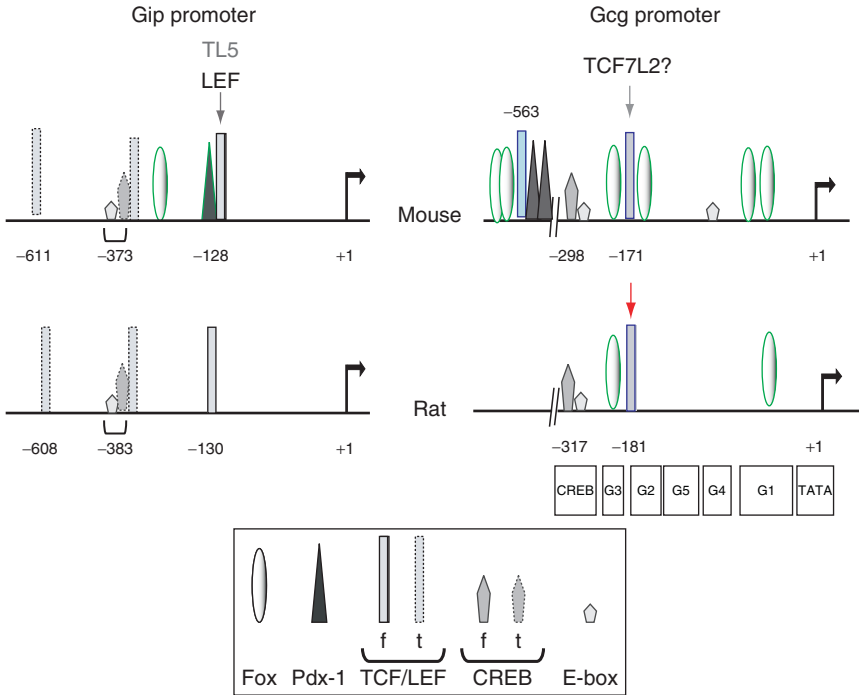 Gip promoter
Gcg promoter
TL5
LEF
TCF7L2?
−563
Mouse
−611
−373
−128
+1
−298
−171
+1
Rat
−608
−383
−130
+1
−317
−181
+1
CREB
G3
G2
G5
G4
G1
TATA
f
t
f
t
Fox
Pdx-1
TCF/LEF
CREB
E-box